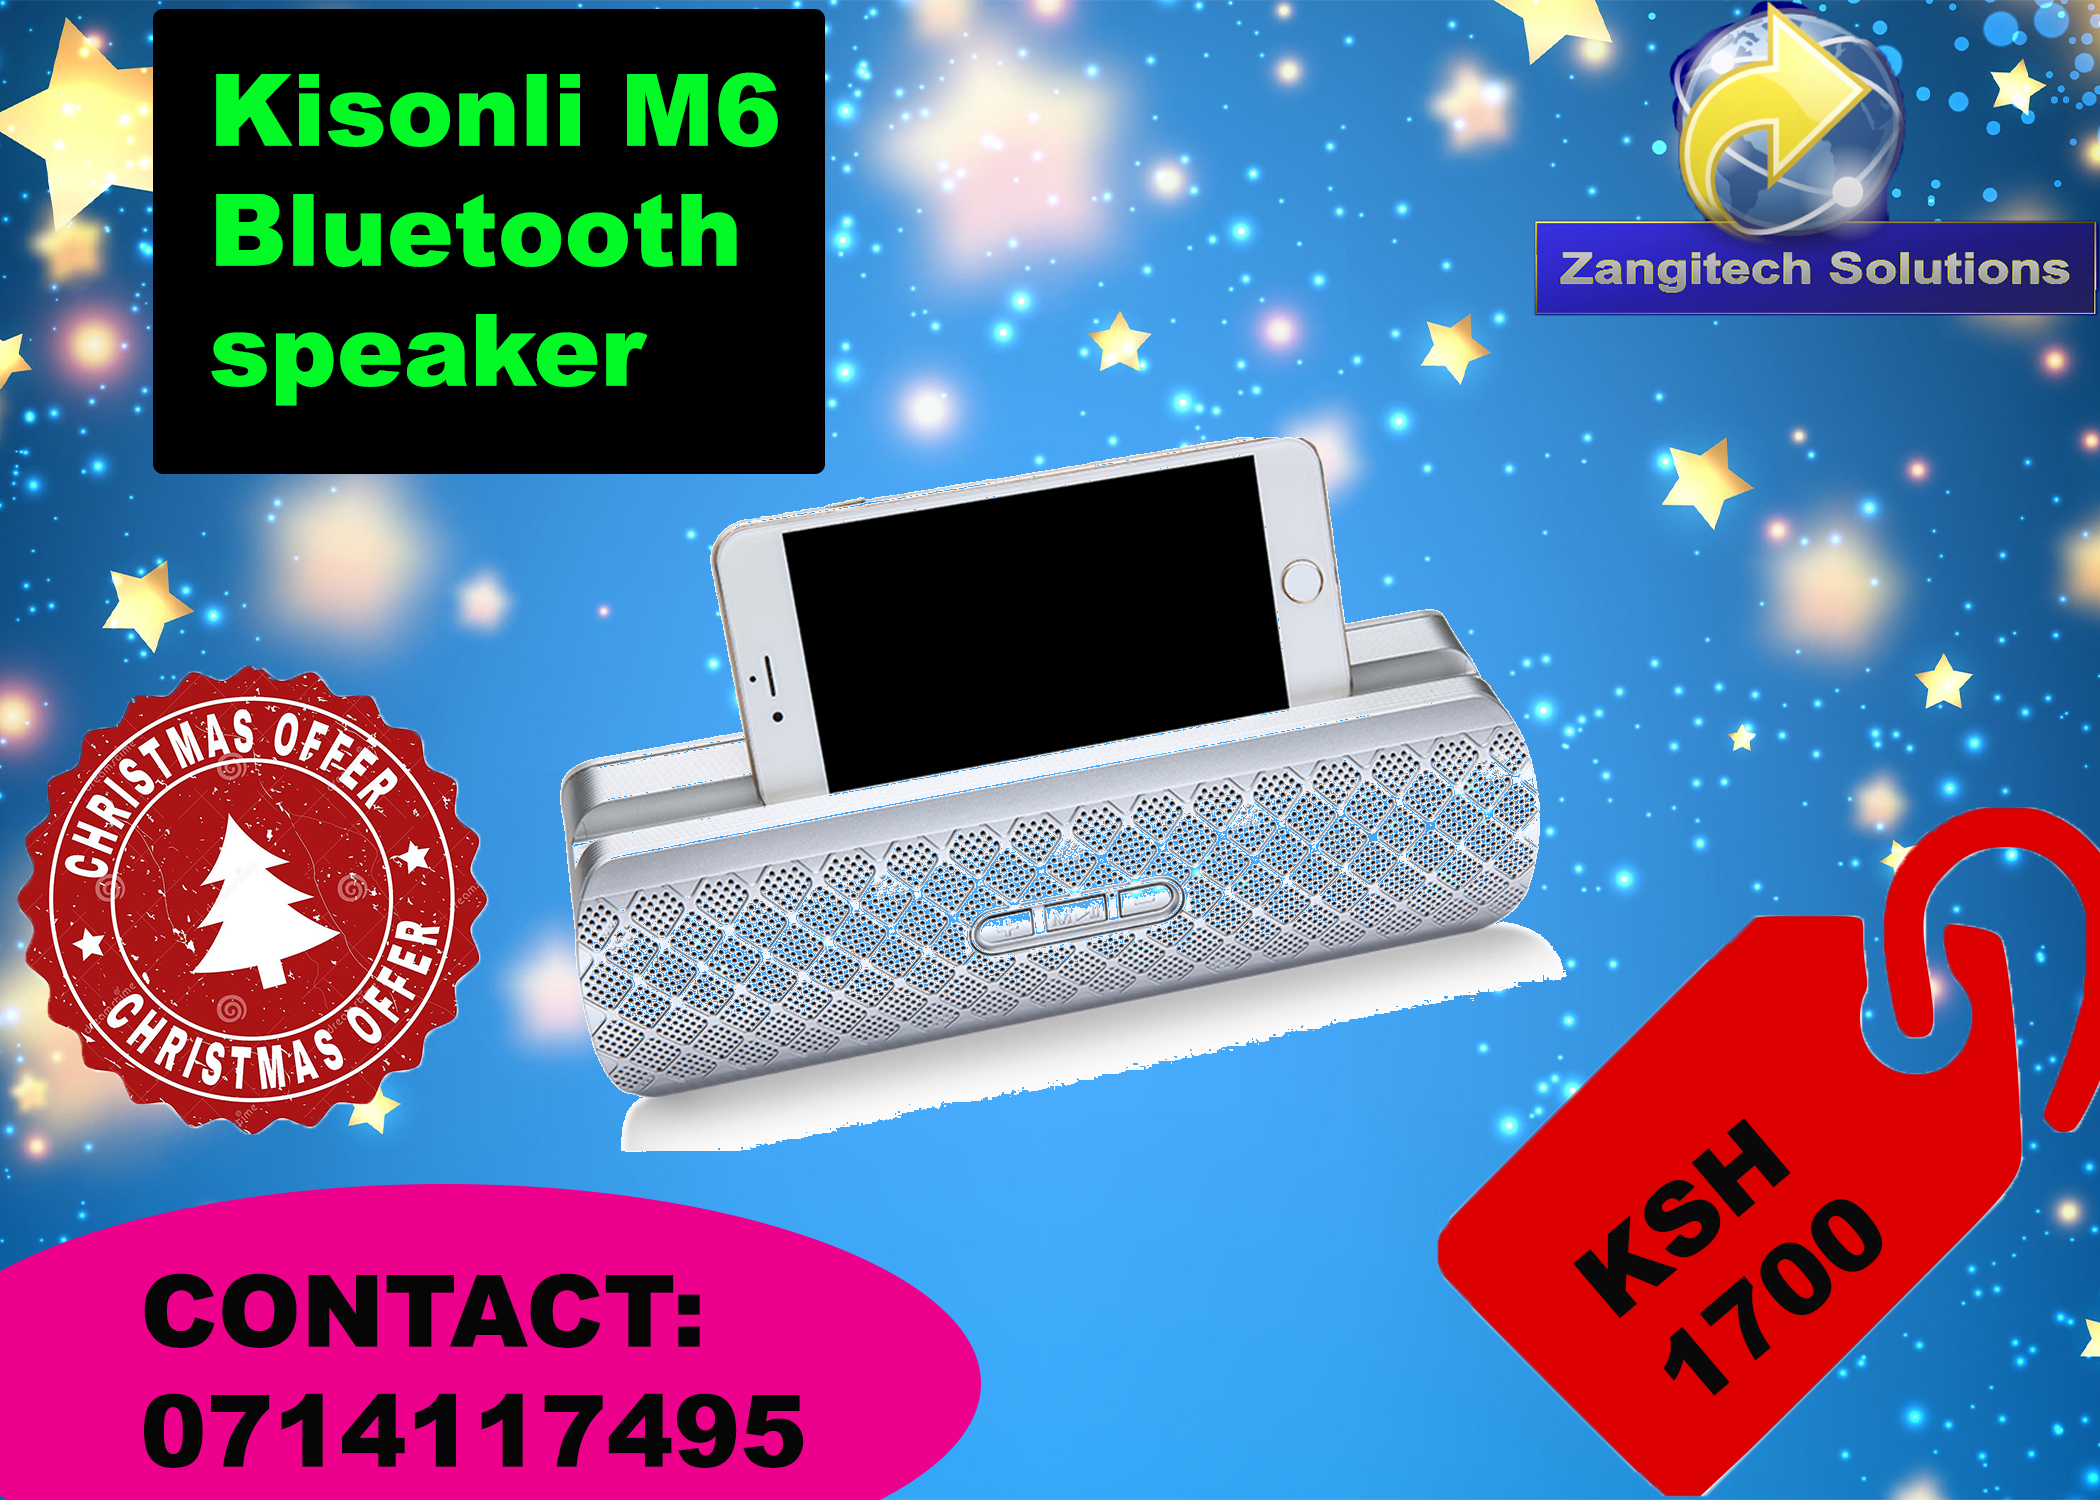 Kisonli M6
Bluetooth
speaker
Zangitech Solutions
CHRISTMAS OFFER
CHRISTMAS OFFER
KSH
1700
CONTACT:
0714117495